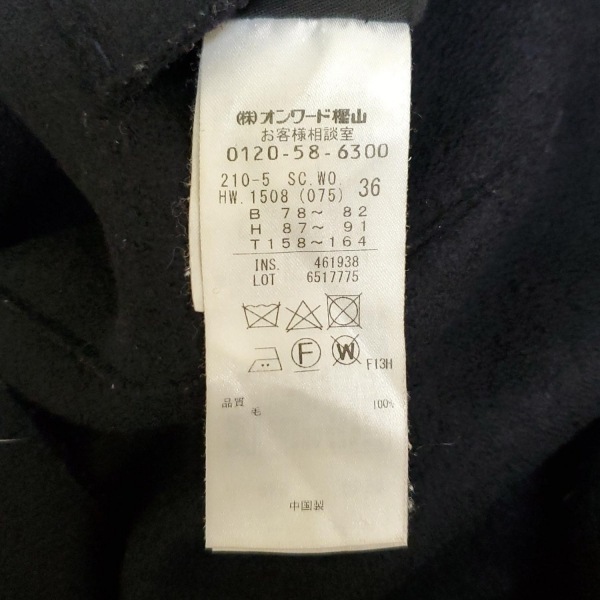 (株)オンワード樫山
お客様相談室
0120-58-6300
210-5 SC.WO.
HW.1508 (075) 36
B 78～ 82
H 87～ 91
T158～164
INS. 461938
LOT 6517775
F
W
F13H
品質
毛 100%
中国製